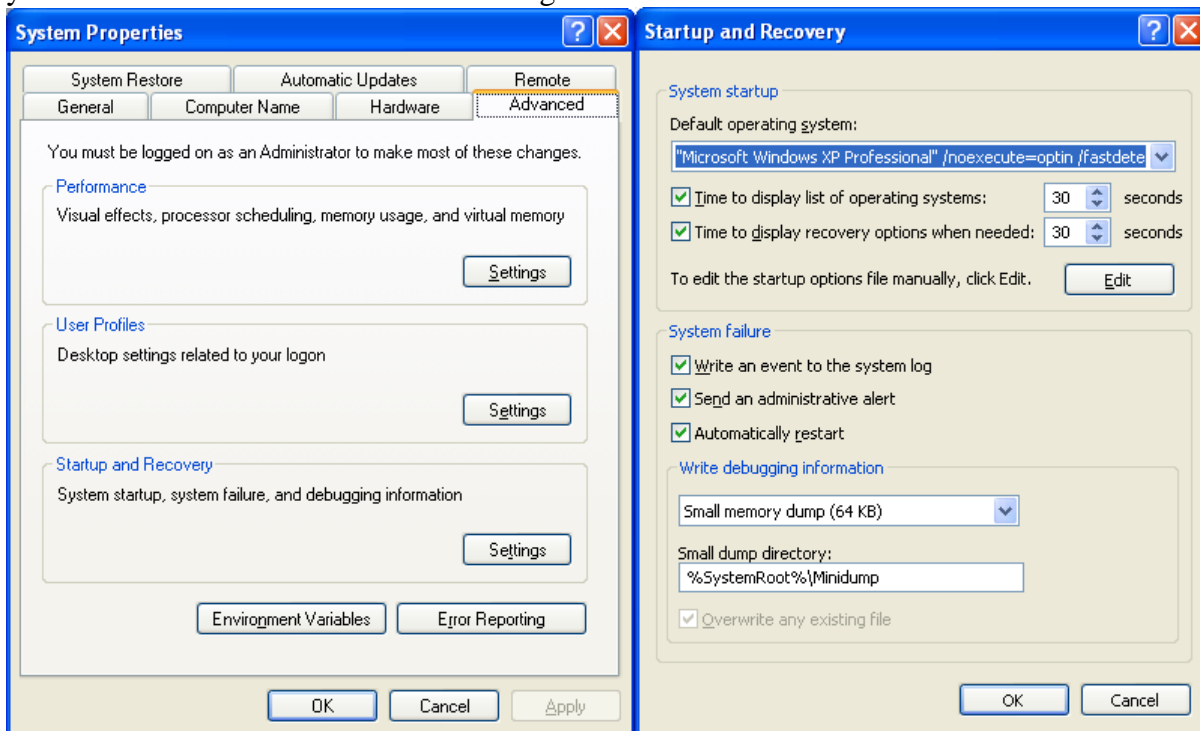 System Properties
System Restore Automatic Updates Remote
General Computer Name Hardware Advanced
You must be logged on as an Administrator to make most of these changes.
Performance
Visual effects, processor scheduling, memory usage, and virtual memory
Settings
User Profiles
Desktop settings related to your logon
Settings
Startup and Recovery
System startup, system failure, and debugging information
Settings
Environment Variables Error Reporting
OK Cancel Apply
Startup and Recovery
System startup
Default operating system:
"Microsoft Windows XP Professional" /noexecute=optin /fastdete
Time to display list of operating systems: 30 seconds
Time to display recovery options when needed: 30 seconds
To edit the startup options file manually, click Edit. Edit
System failure
Write an event to the system log
Send an administrative alert
Automatically restart
Write debugging information
Small memory dump (64 KB)
Small dump directory:
%SystemRoot%\Minidump
Overwrite any existing file
OK Cancel